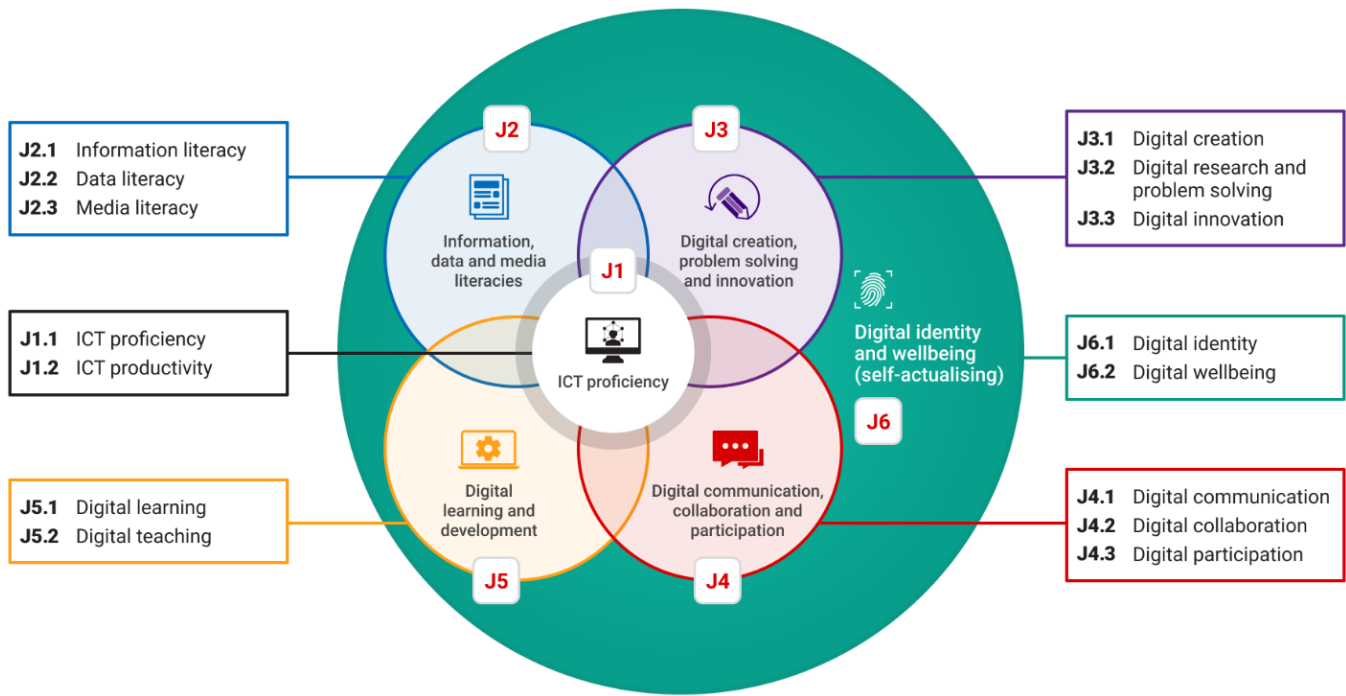 J2
J3
J2.1 Information literacy
J2.2 Data literacy
J2.3 Media literacy
J3.1 Digital creation
J3.2 Digital research and
problem solving
J3.3 Digital innovation
Information,
data and media
literacies
Digital creation,
problem solving
and innovation
J1
J1.1 ICT proficiency
J1.2 ICT productivity
ICT proficiency
Digital identity
and wellbeing
(self-actualising)
J6
J6.1 Digital identity
J6.2 Digital wellbeing
J5.1 Digital learning
J5.2 Digital teaching
Digital
learning and
development
Digital communication,
collaboration and
participation
J4.1 Digital communication
J4.2 Digital collaboration
J4.3 Digital participation
J5
J4